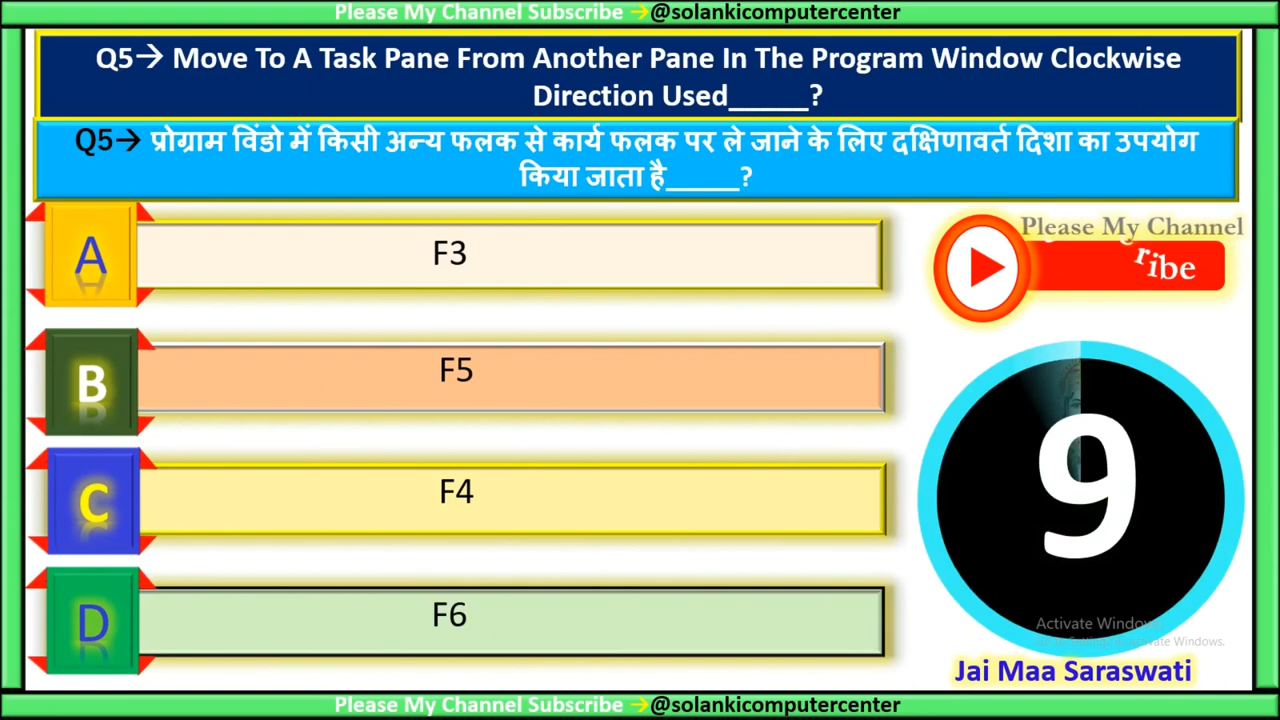 Please My Channel Subscribe →@solankicomputercenter
Q5→ Move To A Task Pane From Another Pane In The Program Window Clockwise
Direction Used_____?
Q5→ प्रोग्राम विंडो में किसी अन्य फलक से कार्य फलक पर ले जाने के लिए दक्षिणावर्त दिशा का उपयोग
किया जाता है_____?
A
F3
Please My Channel
ribe
B
F5
C
F4
9
D
F6
Activate Windows
Activate Windows.
Jai Maa Saraswati
Please My Channel Subscribe →@solankicomputercenter